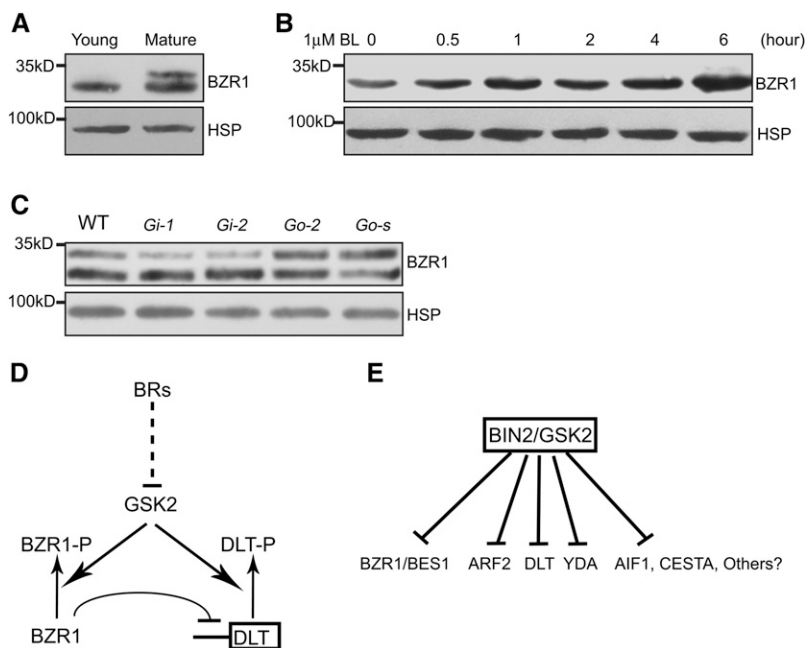 A
Young Mature
35kD
BZR1
100kD
HSP
B
1μM BL 0 0.5 1 2 4 6 (hour)
35kD
BZR1
100kD
HSP
C
WT Gi-1 Gi-2 Go-2 Go-s
35kD
BZR1
100kD
HSP
D
BRs
GSK2
BZR1-P DLT-P
BZR1 DLT
E
BIN2/GSK2
BZR1/BES1 ARF2 DLT YDA AIF1, CESTA, Others?